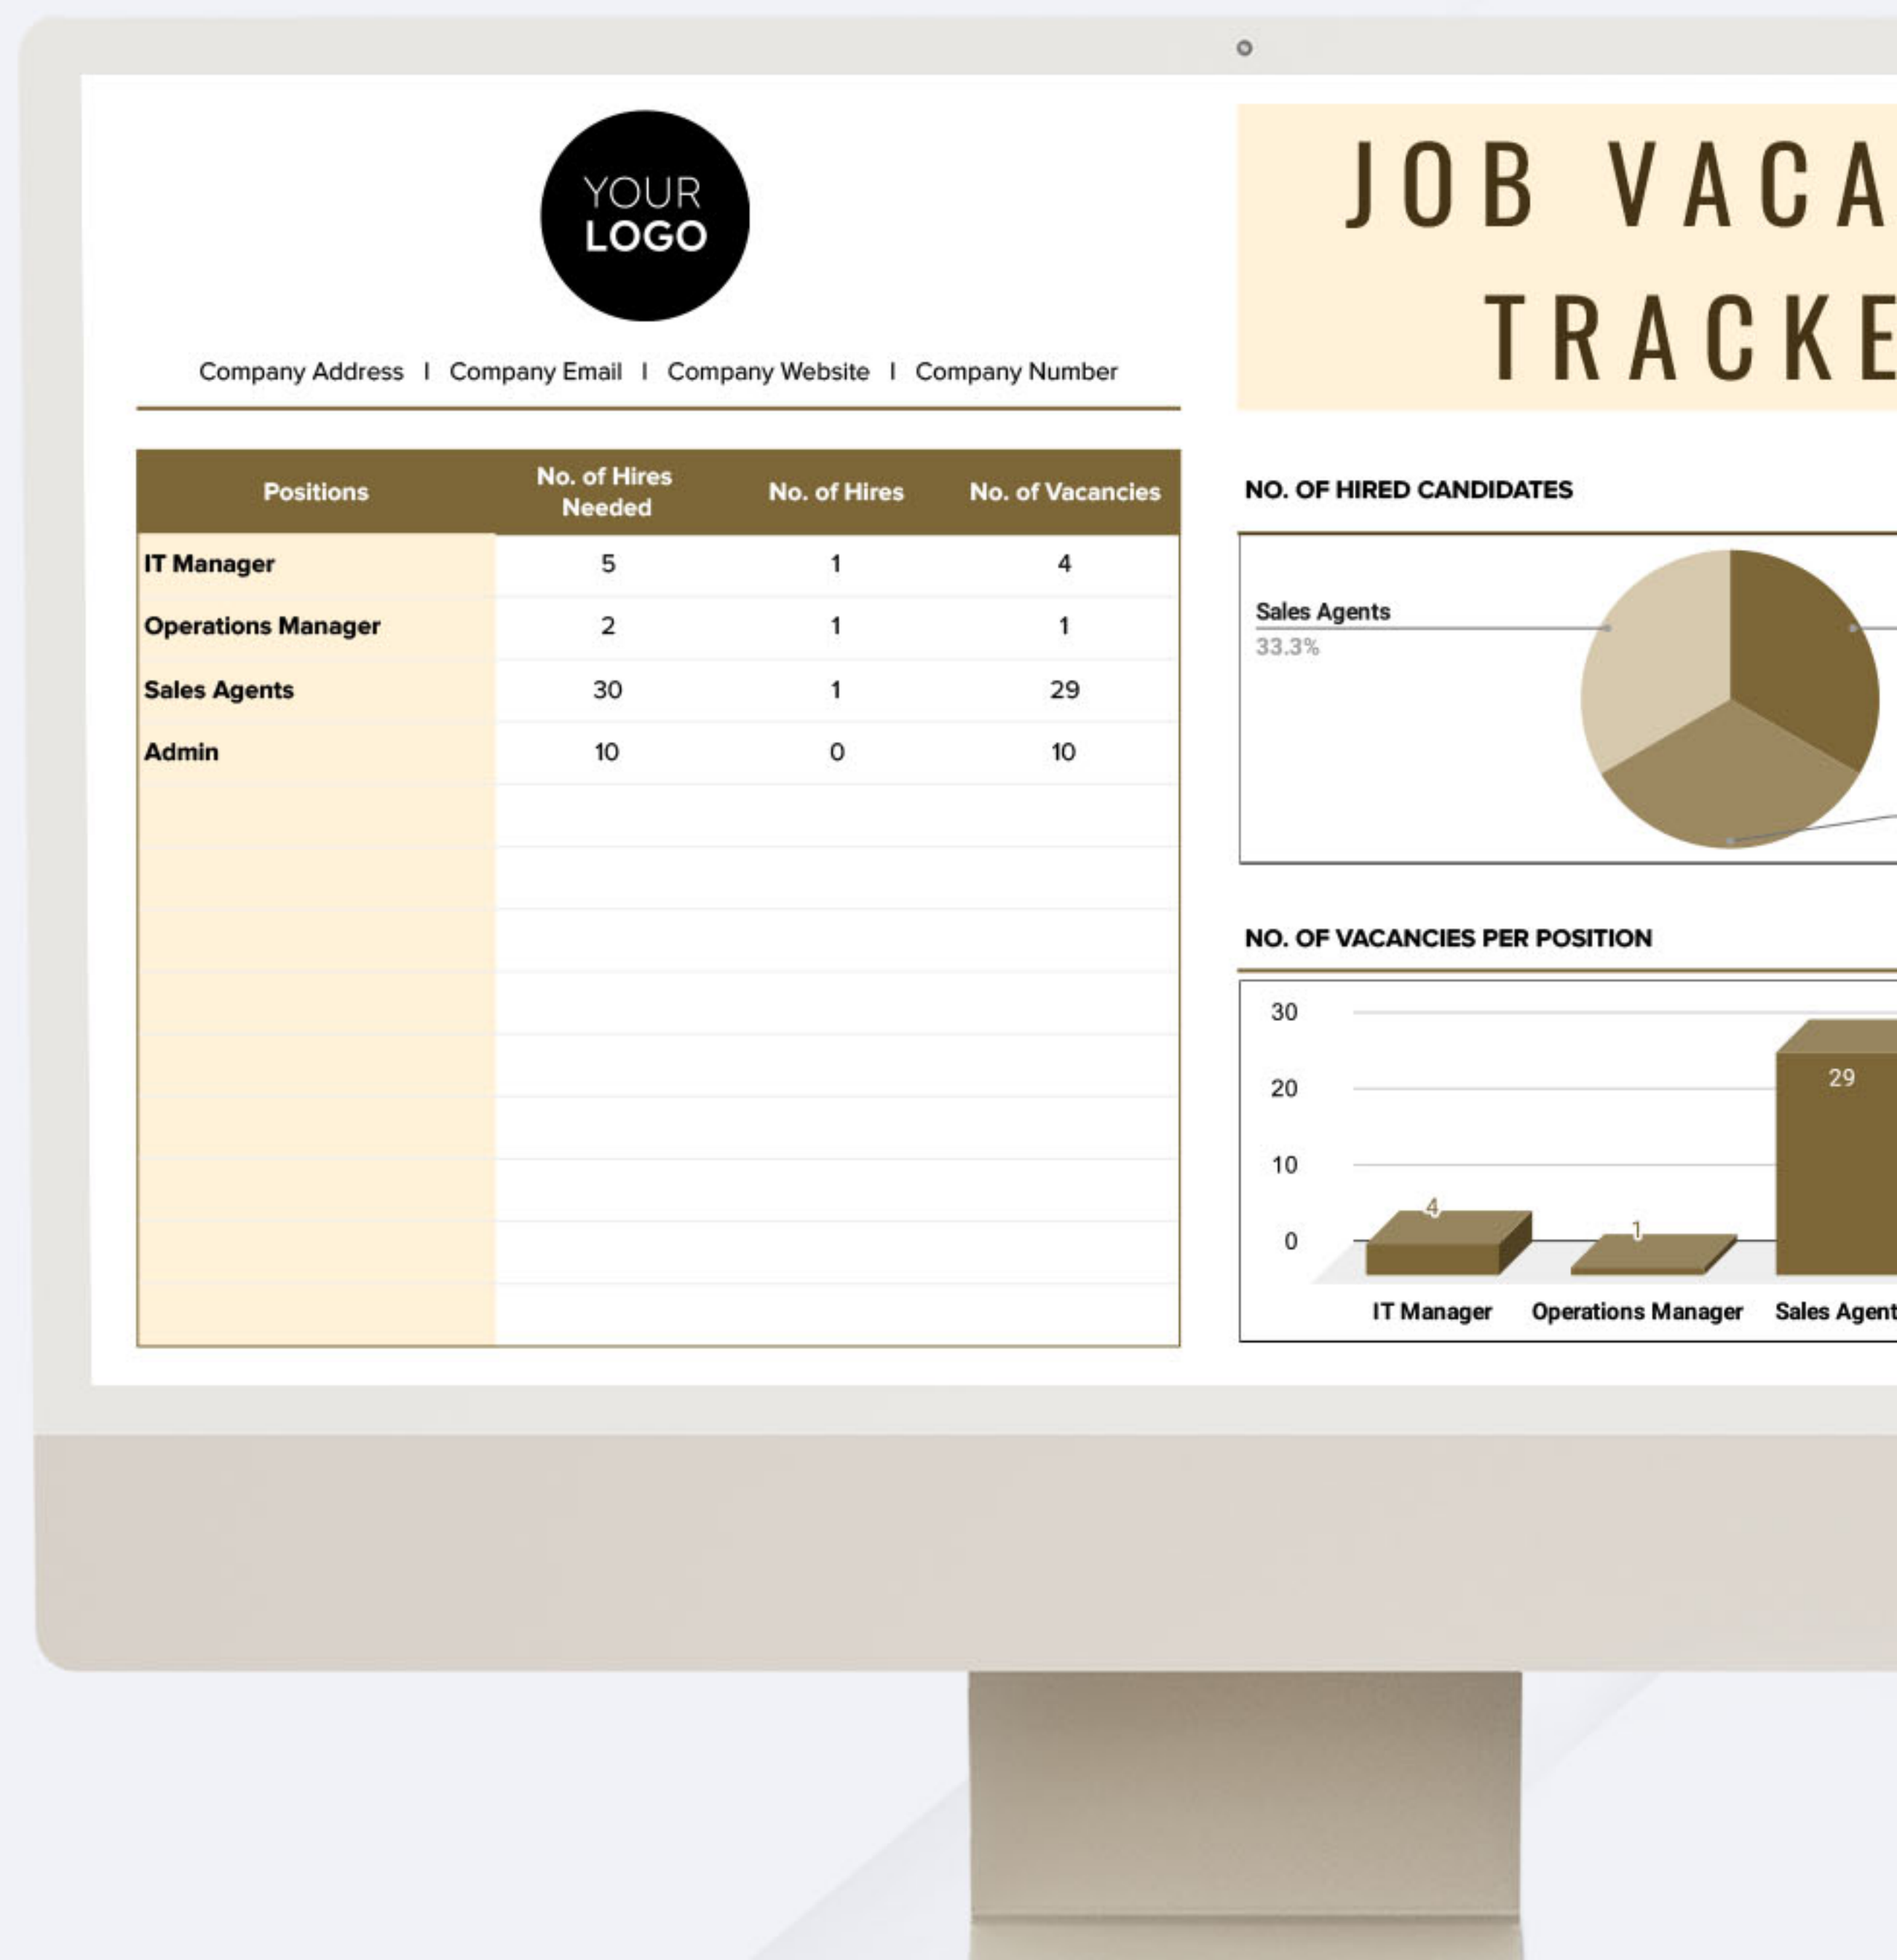 YOUR
LOGO
Company Address I Company Email I Company Website I Company Number
JOB VACA
TRACKE
Positions No. of Hires Needed No. of Hires No. of Vacancies
IT Manager 5 1 4
Operations Manager 2 1 1
Sales Agents 30 1 29
Admin 10 0 10
NO. OF HIRED CANDIDATES
Sales Agents
33.3%
NO. OF VACANCIES PER POSITION
30
20
10
0
4
1
29
IT Manager Operations Manager Sales Agent